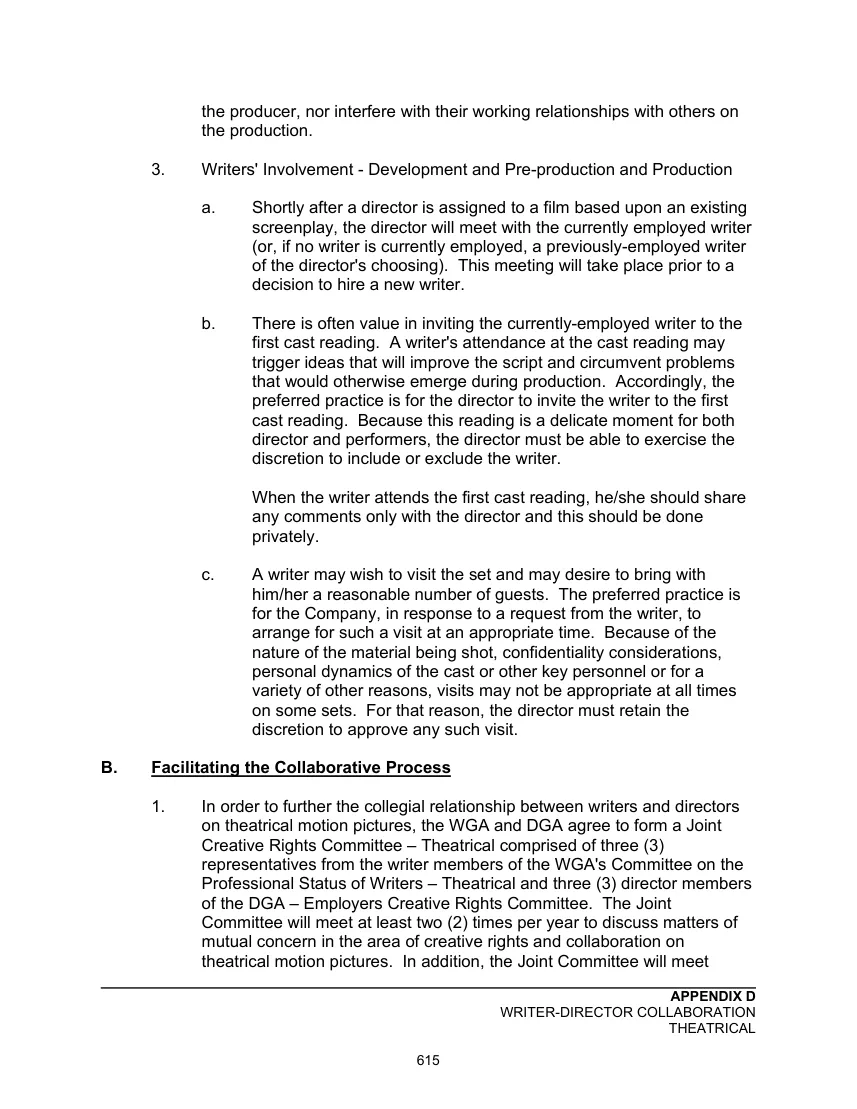 the producer, nor interfere with their working relationships with others on
the production.
3. Writers' Involvement - Development and Pre-production and Production
a. Shortly after a director is assigned to a film based upon an existing
screenplay, the director will meet with the currently employed writer
(or, if no writer is currently employed, a previously-employed writer
of the director's choosing).  This meeting will take place prior to a
decision to hire a new writer.
b. There is often value in inviting the currently-employed writer to the
first cast reading.  A writer's attendance at the cast reading may
trigger ideas that will improve the script and circumvent problems
that would otherwise emerge during production.  Accordingly, the
preferred practice is for the director to invite the writer to the first
cast reading.  Because this reading is a delicate moment for both
director and performers, the director must be able to exercise the
discretion to include or exclude the writer.
When the writer attends the first cast reading, he/she should share
any comments only with the director and this should be done
privately.
c. A writer may wish to visit the set and may desire to bring with
him/her a reasonable number of guests.  The preferred practice is
for the Company, in response to a request from the writer, to
arrange for such a visit at an appropriate time.  Because of the
nature of the material being shot, confidentiality considerations,
personal dynamics of the cast or other key personnel or for a
variety of other reasons, visits may not be appropriate at all times
on some sets.  For that reason, the director must retain the
discretion to approve any such visit.
B. Facilitating the Collaborative Process
1. In order to further the collegial relationship between writers and directors
on theatrical motion pictures, the WGA and DGA agree to form a Joint
Creative Rights Committee – Theatrical comprised of three (3)
representatives from the writer members of the WGA's Committee on the
Professional Status of Writers – Theatrical and three (3) director members
of the DGA – Employers Creative Rights Committee.  The Joint
Committee will meet at least two (2) times per year to discuss matters of
mutual concern in the area of creative rights and collaboration on
theatrical motion pictures.  In addition, the Joint Committee will meet
APPENDIX D
WRITER-DIRECTOR COLLABORATION
THEATRICAL
615